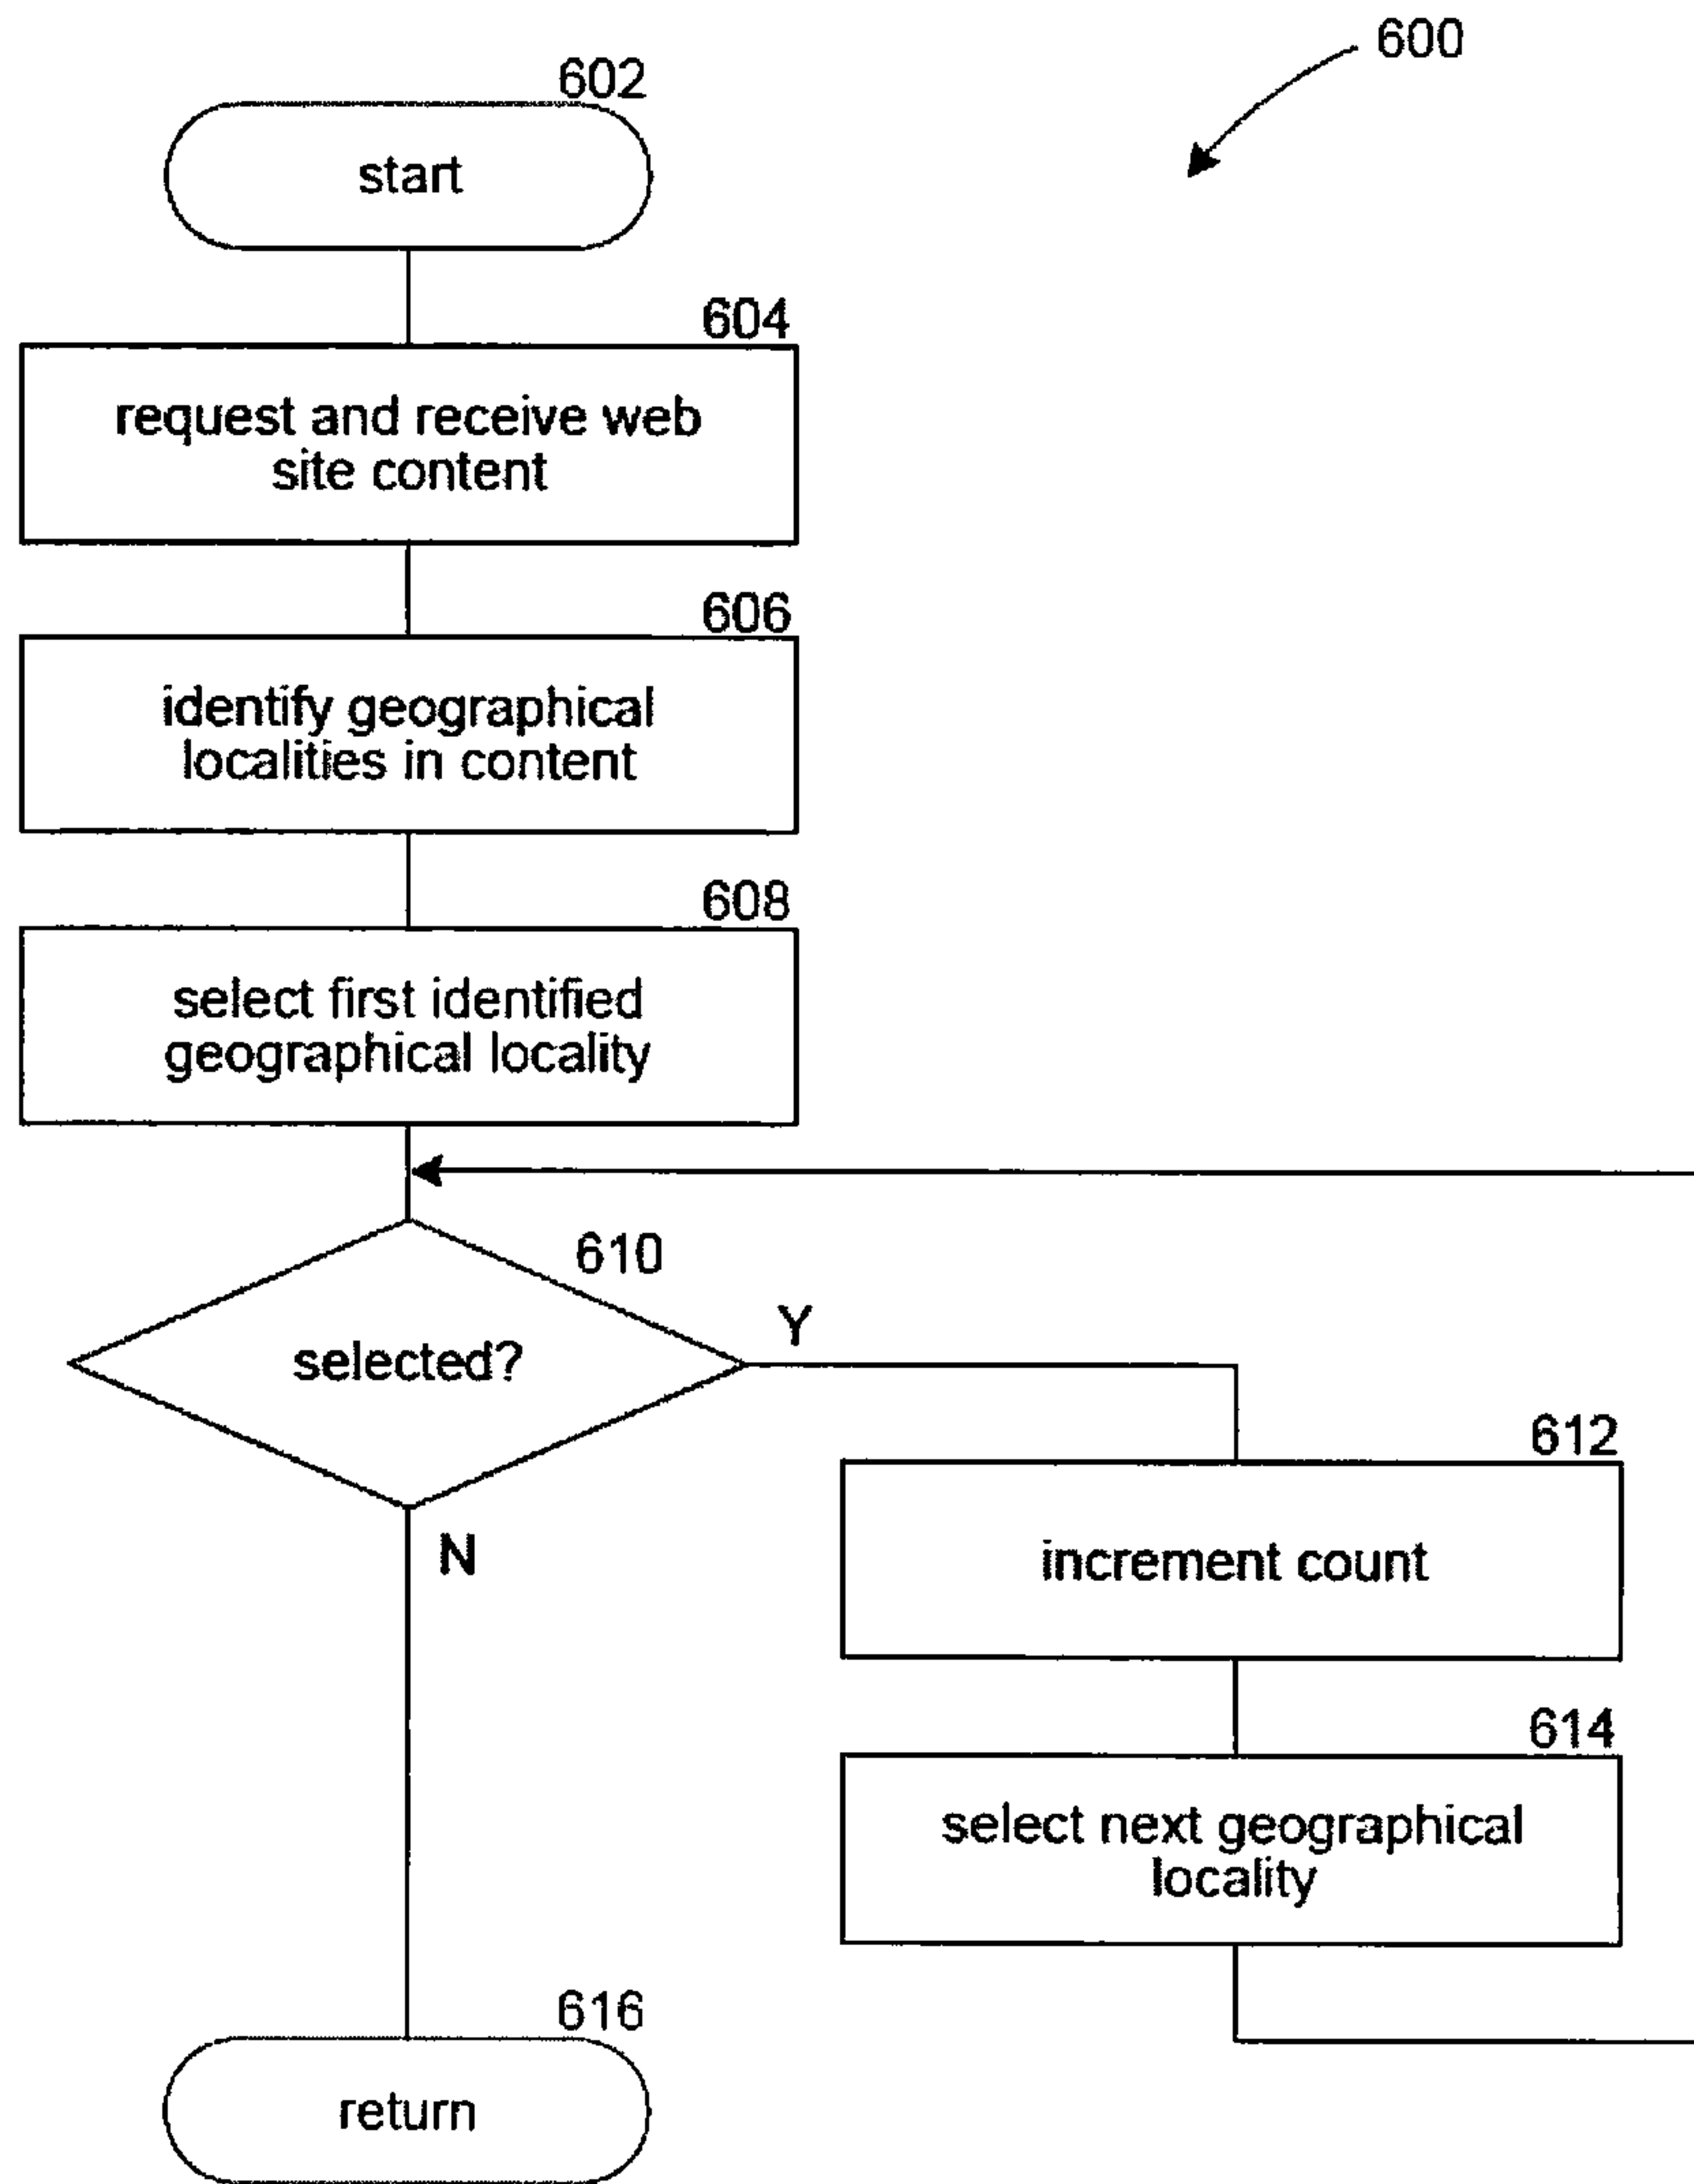 600
602
start
604
request and receive web
site content
606
identify geographical
localities in content
608
select first identified
geographical locality
610
selected?
Y
N
612
increment count
614
select next geographical
locality
616
return